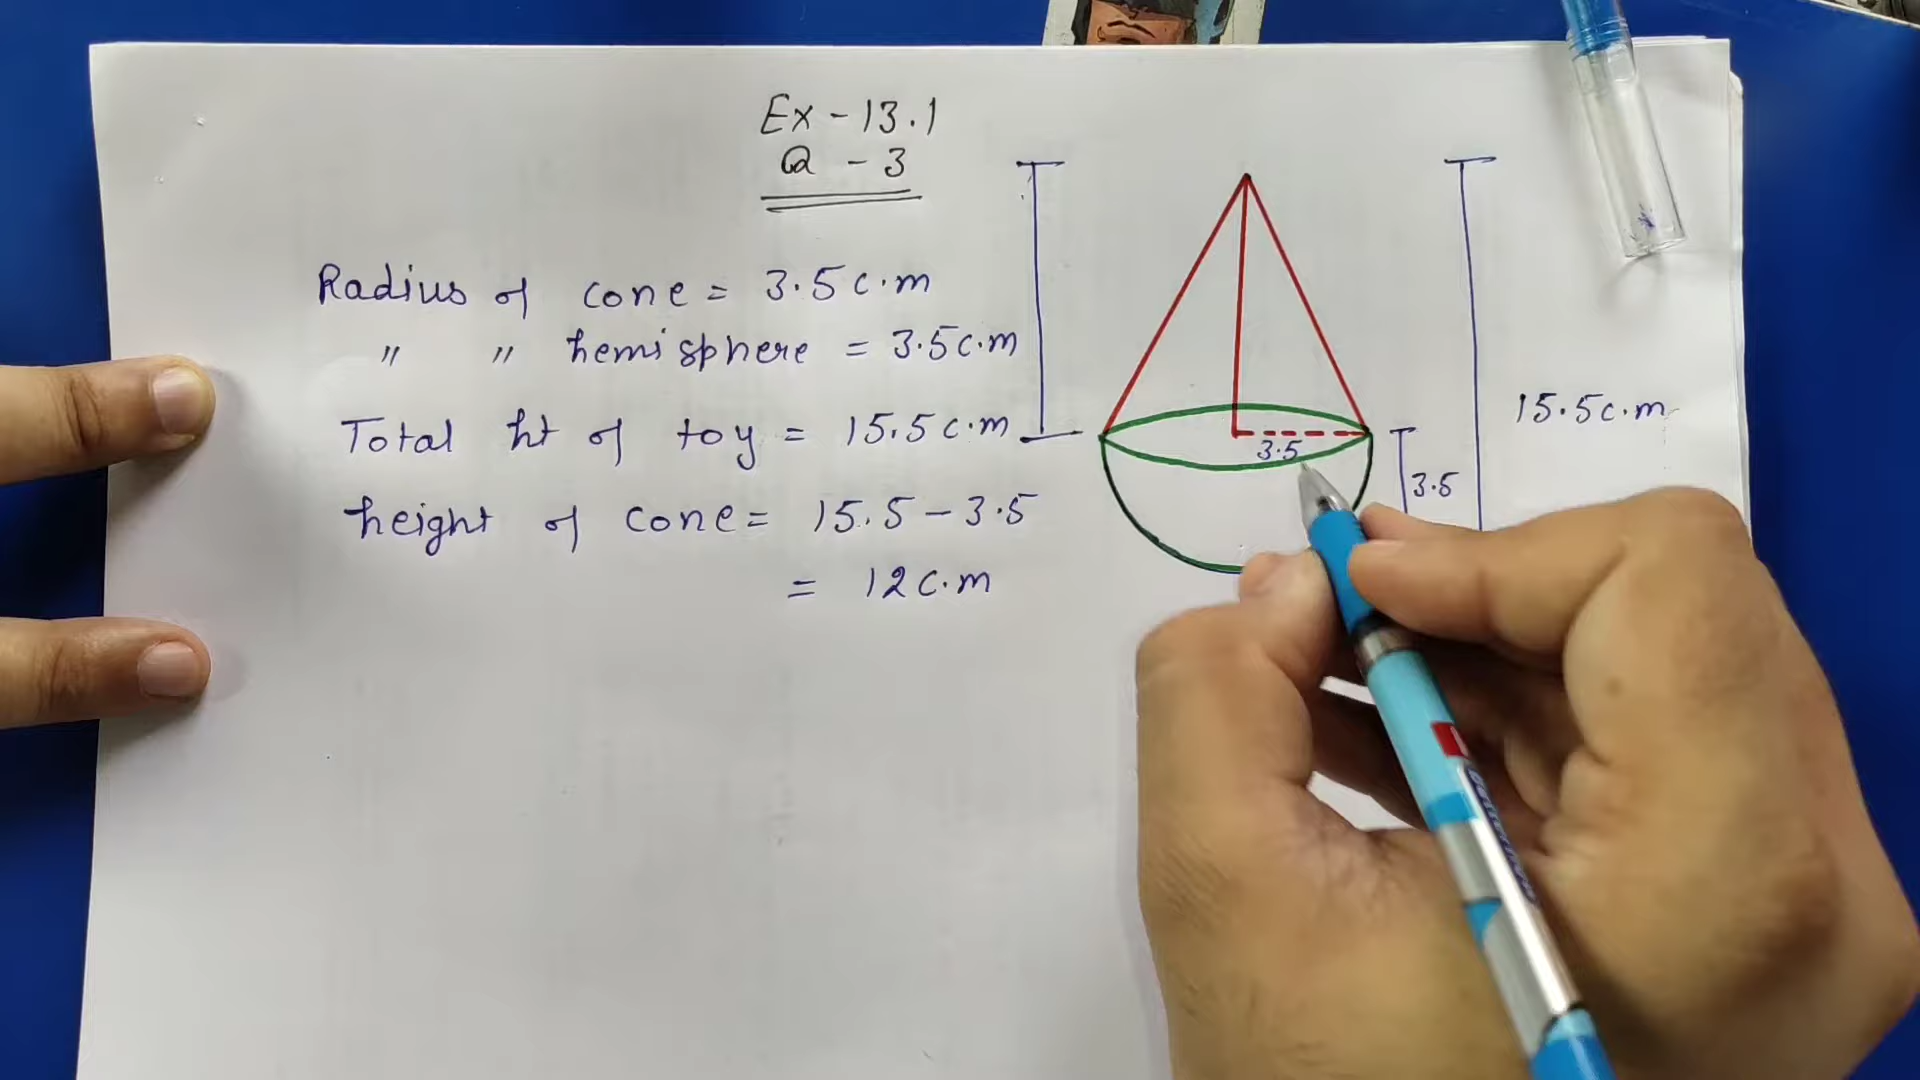 Ex - 13.1
Q - 3
Radius of cone = 3.5 c.m
" " hemisphere = 3.5 c.m
Total ht of toy = 15.5 c.m
height of cone = 15.5 - 3.5
= 12 c.m
3.5
3.5
15.5 c.m